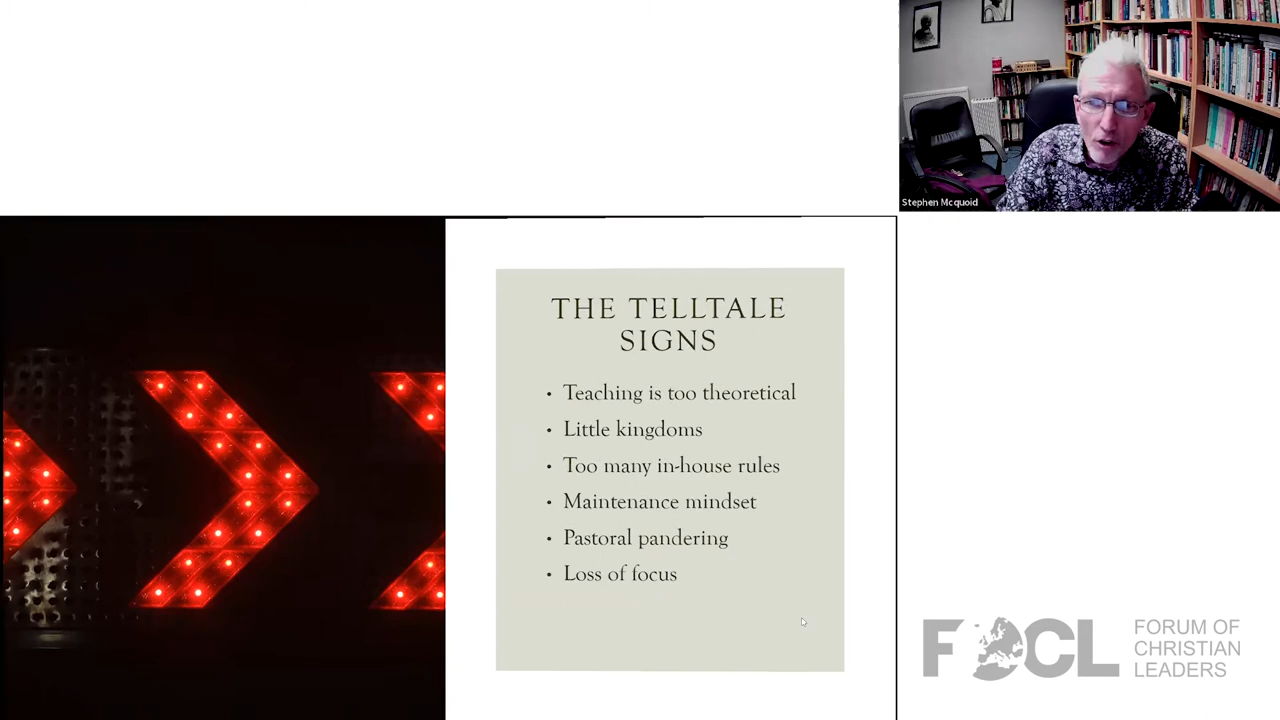 Stephen Mcquoid
THE TELLTALE
SIGNS
• Teaching is too theoretical
• Little kingdoms
• Too many in-house rules
• Maintenance mindset
• Pastoral pandering
• Loss of focus
FOCL
FORUM OF
CHRISTIAN
LEADERS